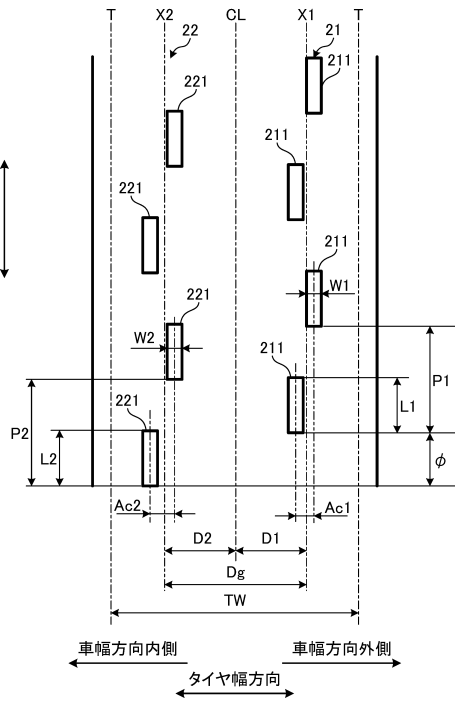 T X2 CL X1 T
22 21
221 211
211
221
211
221
W2 W1
211
221
P2 L2 L1 P1
φ
Ac2 Ac1
D2 D1
Dg
TW
車幅方向内側 車幅方向外側
タイヤ幅方向